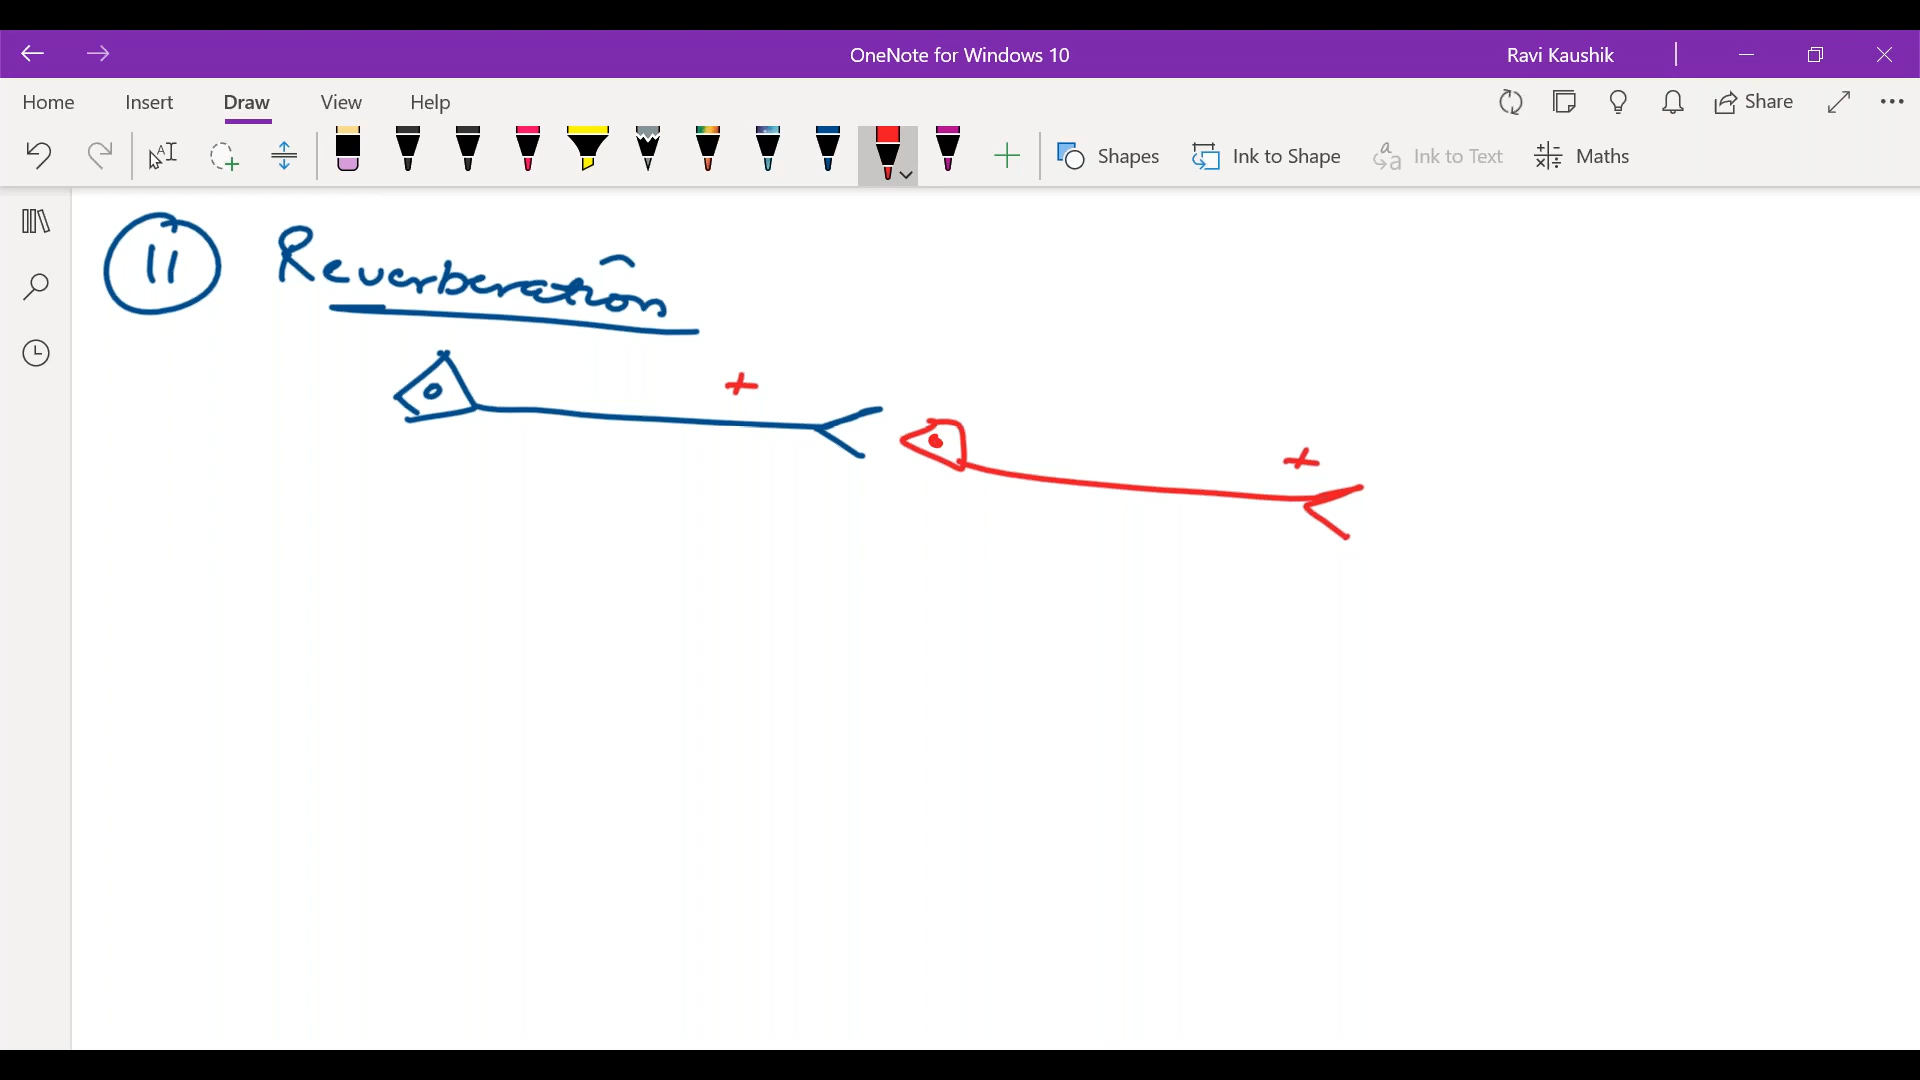 OneNote for Windows 10
Ravi Kaushik
Home Insert Draw View Help
Share
Shapes Ink to Shape Ink to Text Maths
11 Reverberation
+
+